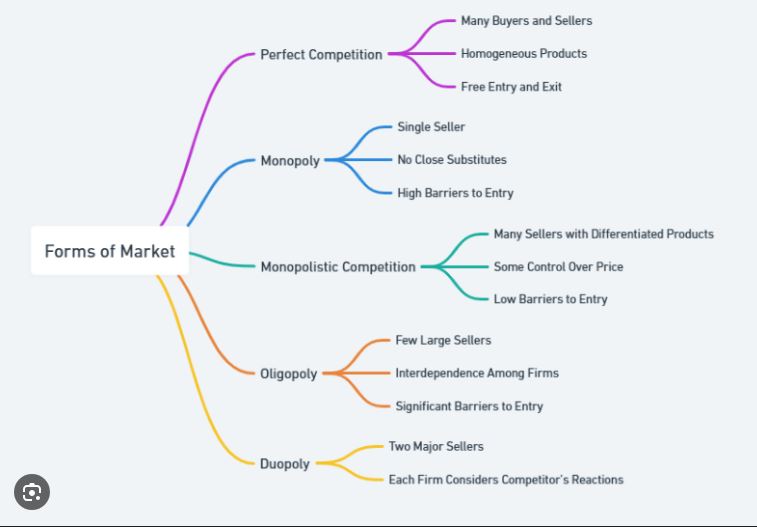 Forms of Market
Perfect Competition
Many Buyers and Sellers
Homogeneous Products
Free Entry and Exit
Monopoly
Single Seller
No Close Substitutes
High Barriers to Entry
Monopolistic Competition
Many Sellers with Differentiated Products
Some Control Over Price
Low Barriers to Entry
Oligopoly
Few Large Sellers
Interdependence Among Firms
Significant Barriers to Entry
Duopoly
Two Major Sellers
Each Firm Considers Competitor's Reactions